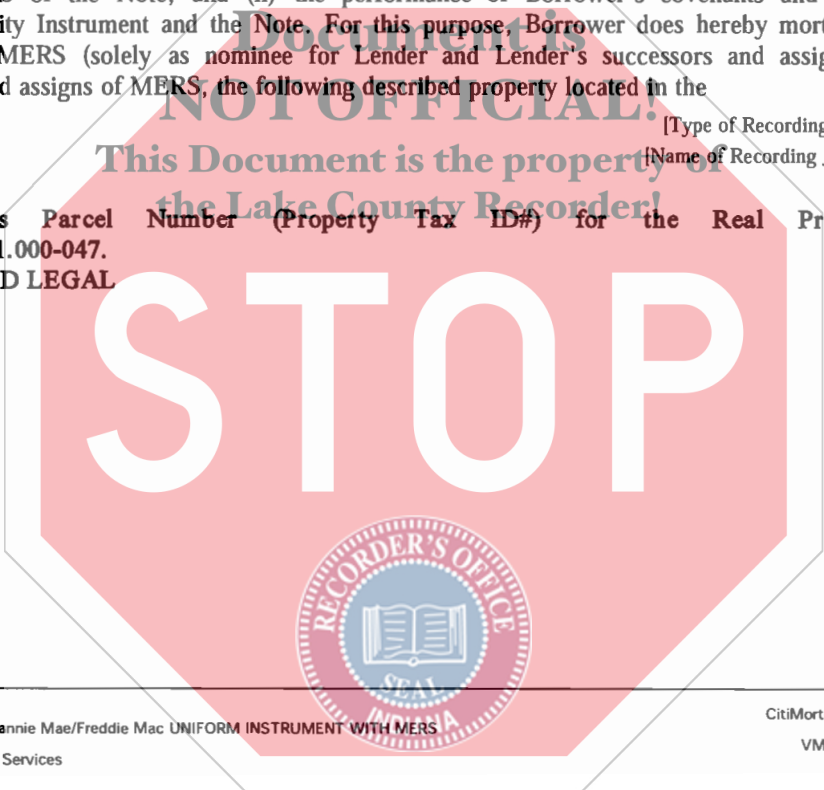 ity Instrument and the Note. For this purpose, Borrower does hereby mort
Document is
MERS (solely as nominee for Lender and Lender's successors and assig
d assigns of MERS, the following described property located in the
NOT OFFICIAL!
[Type of Recording
This Document is the property of
[Name of Recording
the Lake County Recorder!
s Parcel Number (Property Tax ID#) for the Real Pr
1.000-047.
D LEGAL
STOP
RECORDER'S OFFICE
SEAL
INDIANA
annie Mae/Freddie Mac UNIFORM INSTRUMENT WITH MERS
CitiMort
VM
Services